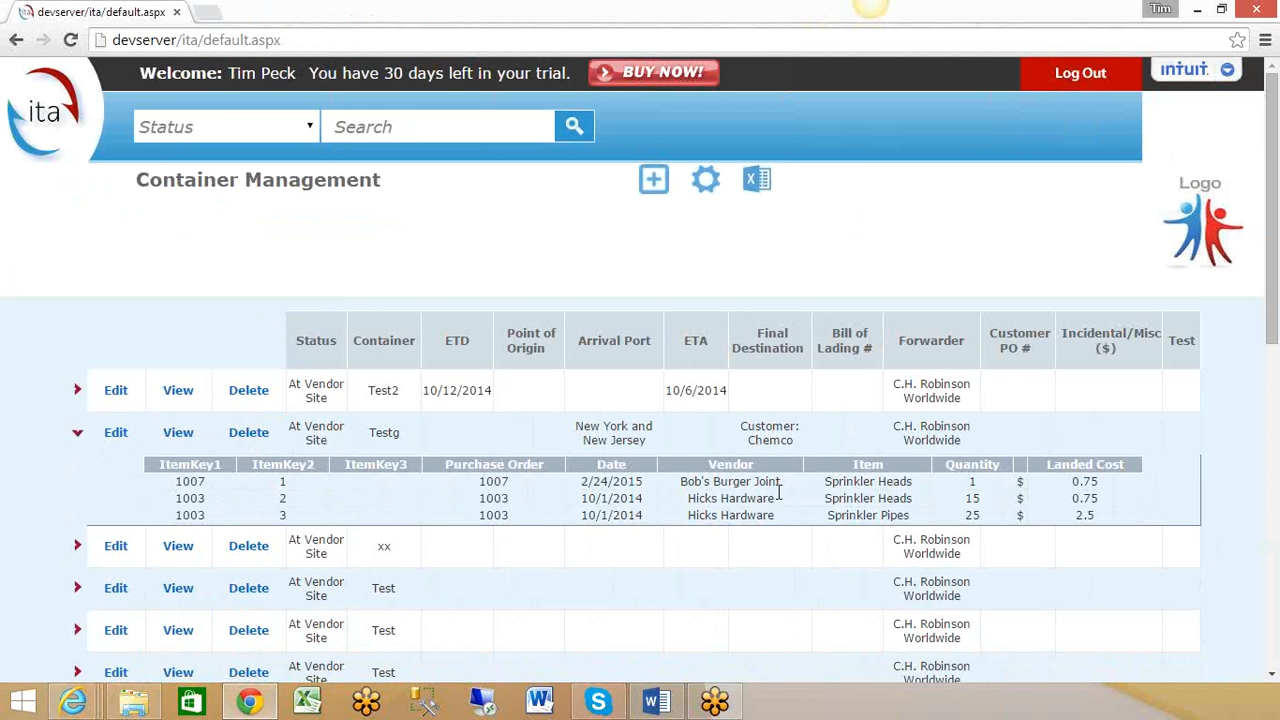 devserver/ita/default.aspx
Tim
devserver/ita/default.aspx
Welcome: Tim Peck You have 30 days left in your trial. BUY NOW! Log Out intuit
ita
Status Search
Container Management
Logo
Status Container ETD Point of Origin Arrival Port ETA Final Destination Bill of Lading # Forwarder Customer PO # Incidental/Misc ($) Test
Edit View Delete At Vendor Site Test2 10/12/2014 10/6/2014 C.H. Robinson Worldwide
Edit View Delete At Vendor Site Testg New York and New Jersey Customer: Chemco C.H. Robinson Worldwide
ItemKey1 ItemKey2 ItemKey3 Purchase Order Date Vendor Item Quantity Landed Cost
1007 1 1007 2/24/2015 Bob's Burger Joint Sprinkler Heads 1 $ 0.75
1003 2 1003 10/1/2014 Hicks Hardware Sprinkler Heads 15 $ 0.75
1003 3 1003 10/1/2014 Hicks Hardware Sprinkler Pipes 25 $ 2.5
Edit View Delete At Vendor Site xx C.H. Robinson Worldwide
Edit View Delete At Vendor Site Test C.H. Robinson Worldwide
Edit View Delete At Vendor Site Test C.H. Robinson Worldwide
Edit View Delete At Vendor Test C.H. Robinson